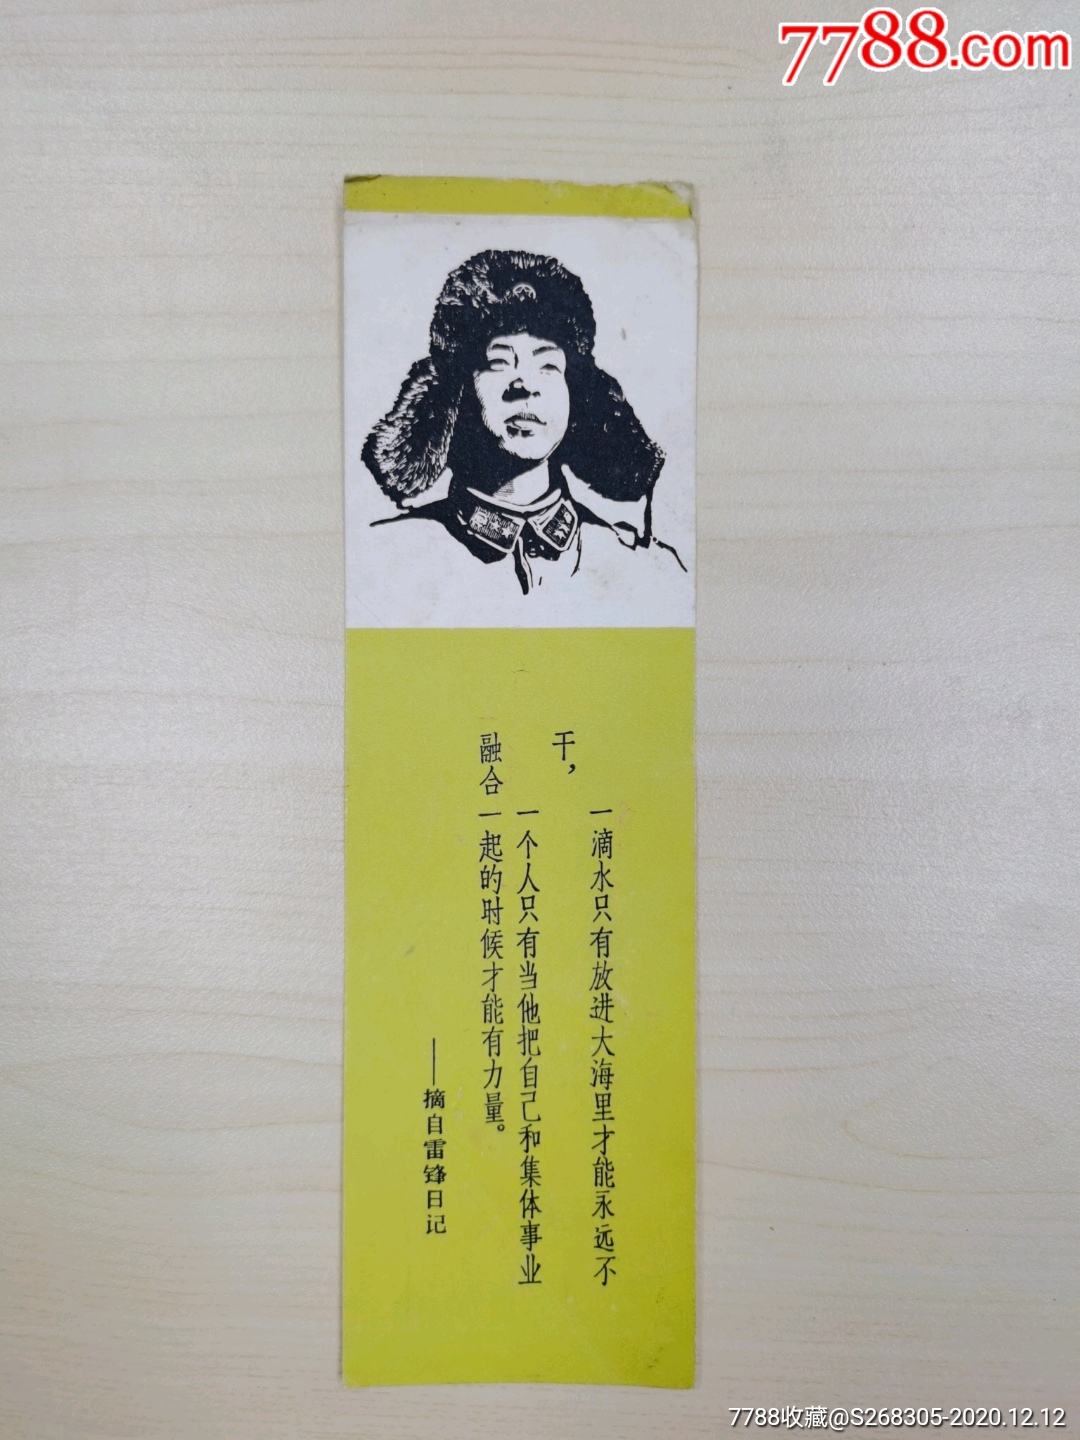 7788.com
一滴水只有放进大海里才能永远不
干，
一个人只有当他把自己和集体事业
融合一起的时候才能有力量。
——摘自雷锋日记
7788收藏@S268305-2020.12.12